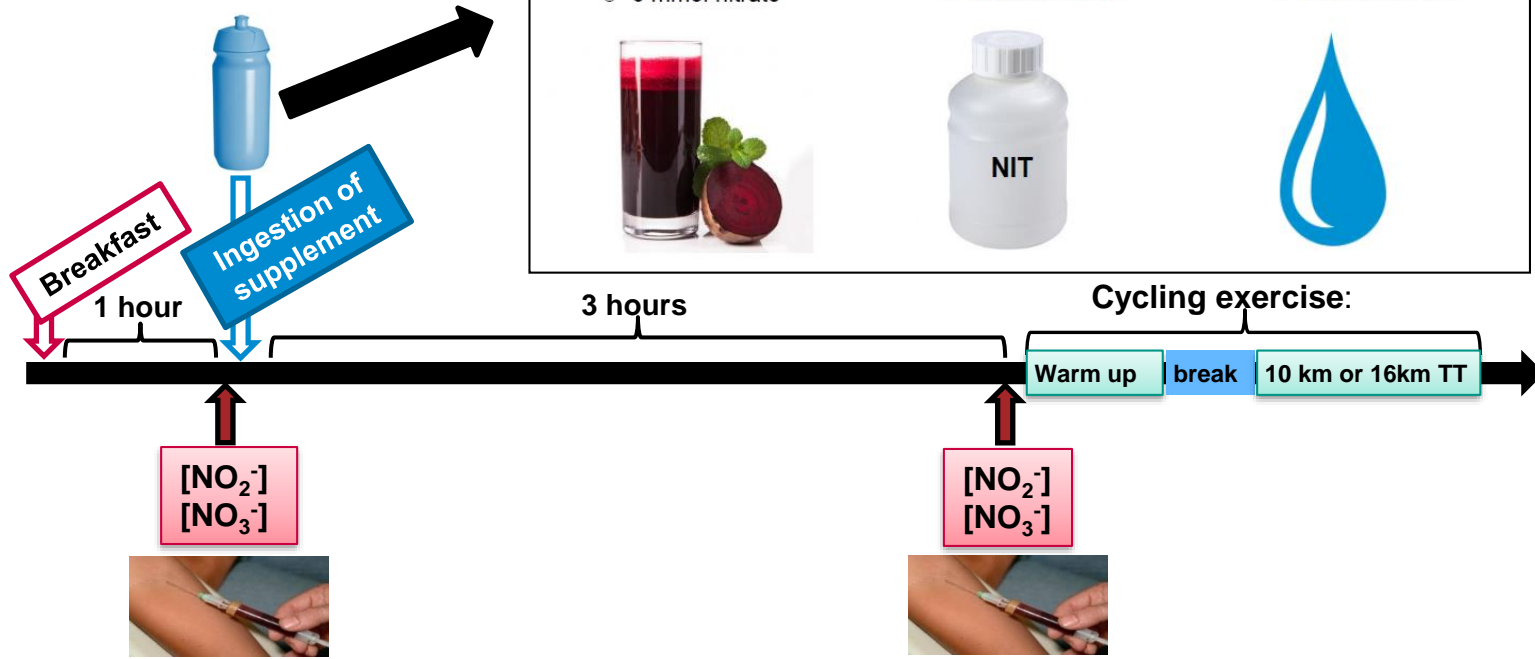 NIT
Breakfast
Ingestion of
supplement
1 hour
3 hours
Cycling exercise:
Warm up
break
10 km or 16km TT
[NO₂⁻]
[NO₃⁻]
[NO₂⁻]
[NO₃⁻]